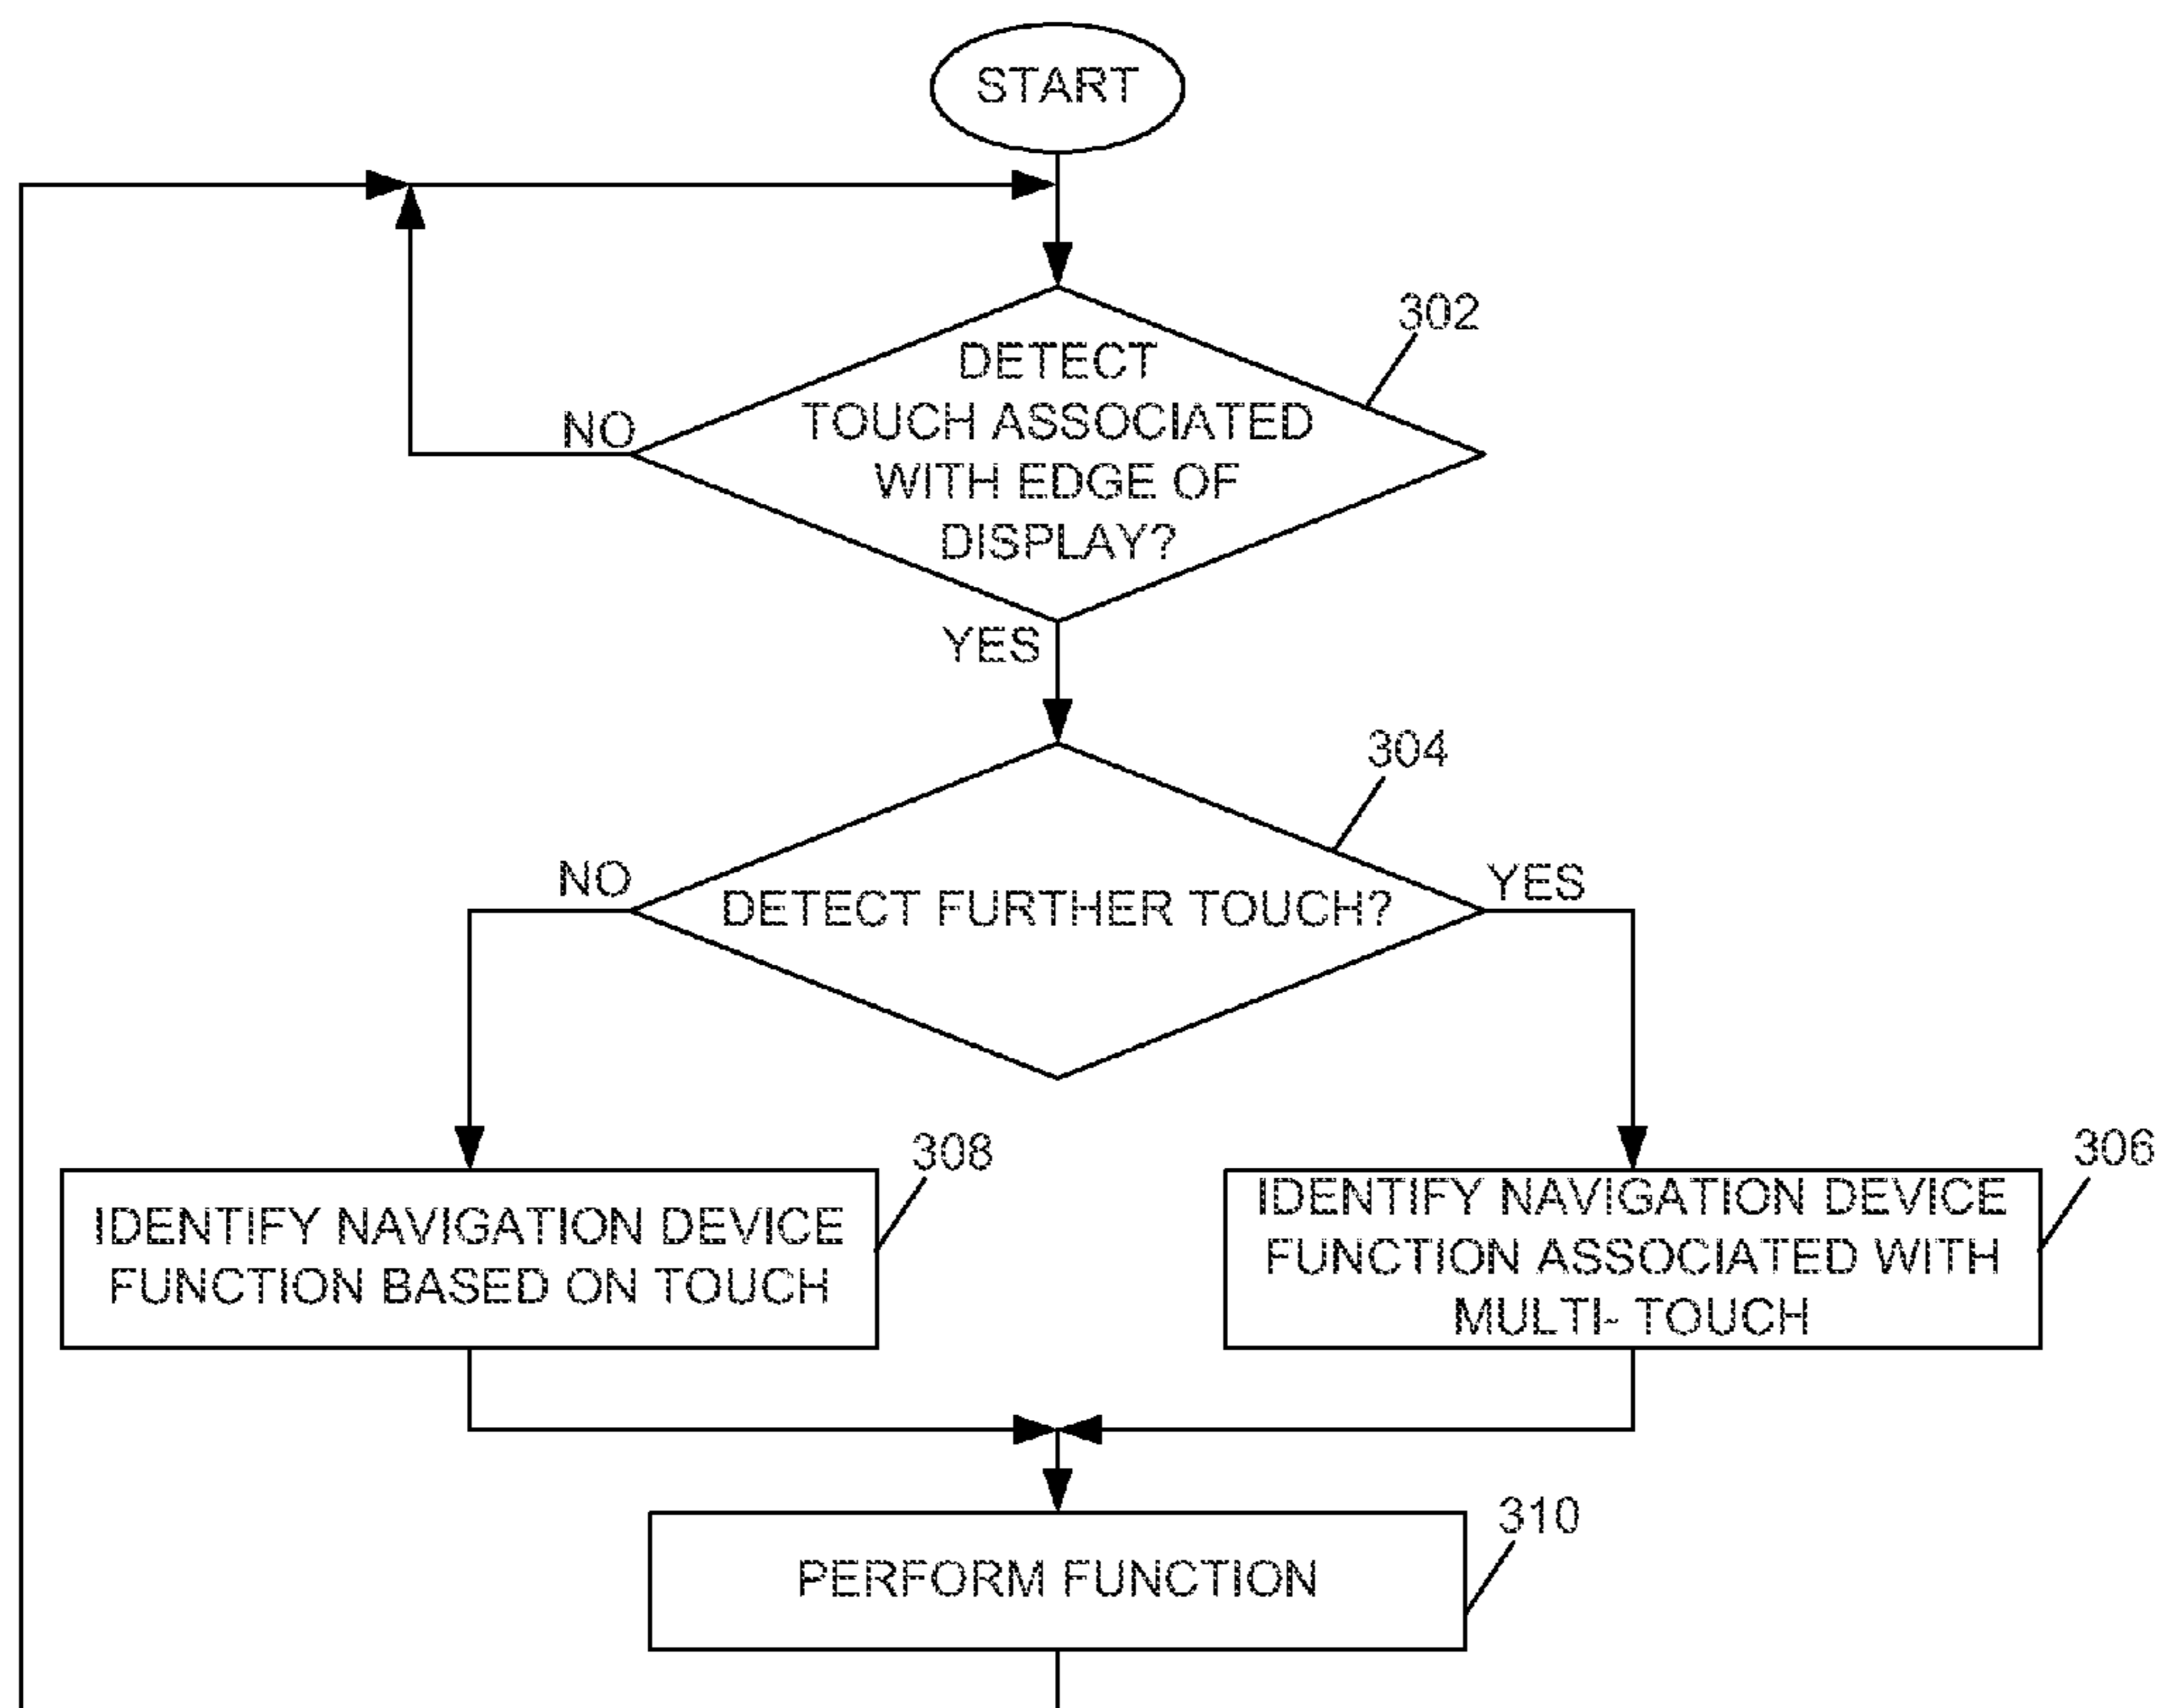 START
302
DETECT
TOUCH ASSOCIATED
WITH EDGE OF
DISPLAY?
NO
YES
304
DETECT FURTHER TOUCH?
NO
YES
308
IDENTIFY NAVIGATION DEVICE
FUNCTION BASED ON TOUCH
306
IDENTIFY NAVIGATION DEVICE
FUNCTION ASSOCIATED WITH
MULTI- TOUCH
310
PERFORM FUNCTION